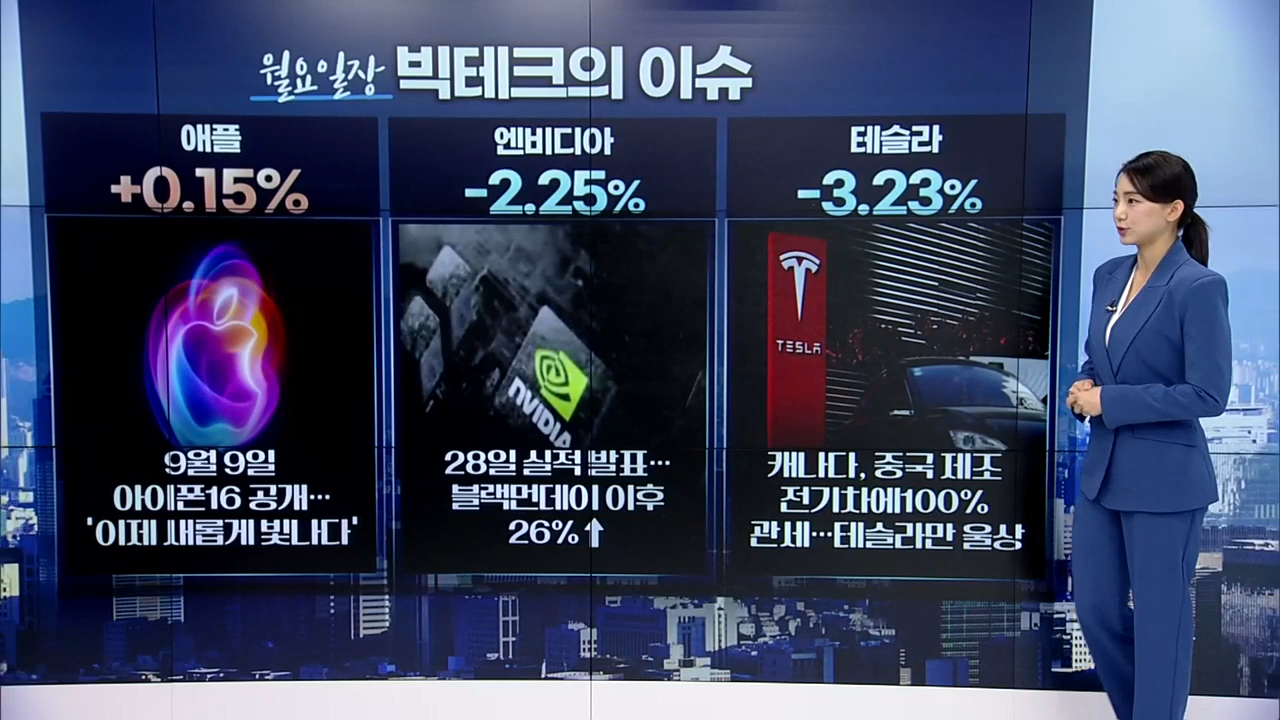 월요일장 빅테크의 이슈
애플
+0.15%
9월 9일
아이폰16 공개…
'이제 새롭게 빛나다'
엔비디아
-2.25%
NVIDIA
28일 실적 발표…
블랙먼데이 이후
26%↑
테슬라
-3.23%
TESLA
캐나다, 중국 제조
전기차에100%
관세…테슬라만 울상